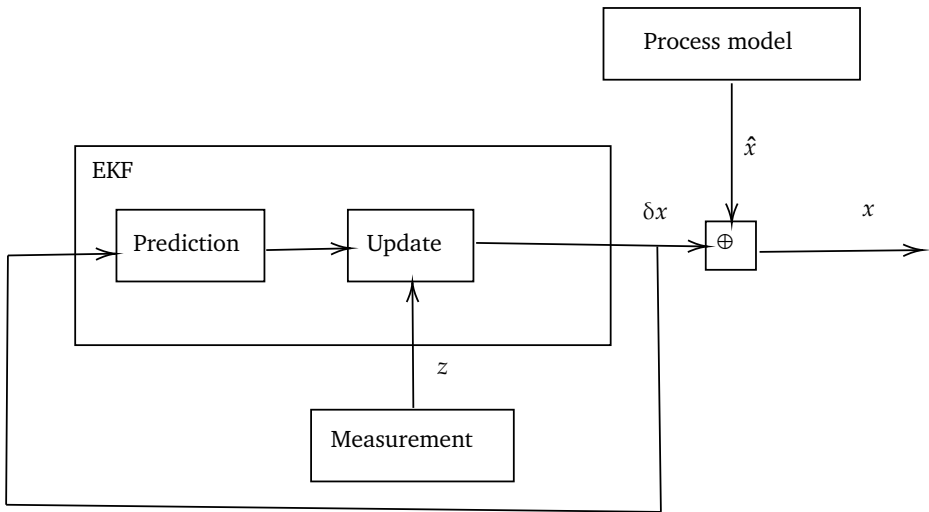 Process model
x̂
EKF
δx
x
Prediction
Update
⊕
z
Measurement